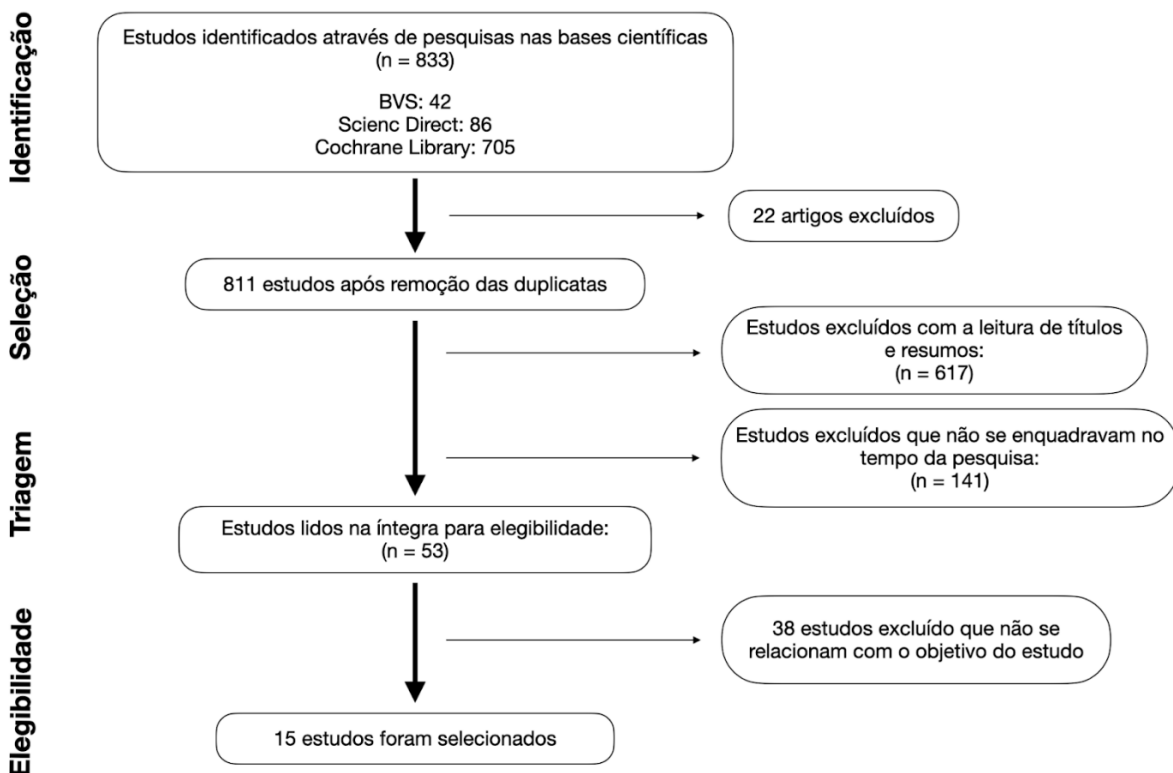 Identificação
Estudos identificados através de pesquisas nas bases científicas
(n = 833)
BVS: 42
Scienc Direct: 86
Cochrane Library: 705
22 artigos excluídos
Seleção
811 estudos após remoção das duplicatas
Estudos excluídos com a leitura de títulos
e resumos:
(n = 617)
Triagem
Estudos excluídos que não se enquadravam no
tempo da pesquisa:
(n = 141)
Estudos lidos na íntegra para elegibilidade:
(n = 53)
Elegibilidade
38 estudos excluído que não se
relacionam com o objetivo do estudo
15 estudos foram selecionados